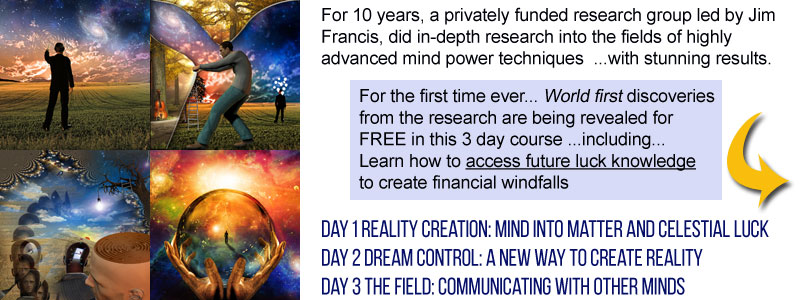 For 10 years, a privately funded research group led by Jim
Francis, did in-depth research into the fields of highly
advanced mind power techniques ...with stunning results.
For the first time ever... World first discoveries
from the research are being revealed for
FREE in this 3 day course ...including...
Learn how to access future luck knowledge
to create financial windfalls
DAY 1 REALITY CREATION: MIND INTO MATTER AND CELESTIAL LUCK
DAY 2 DREAM CONTROL: A NEW WAY TO CREATE REALITY
DAY 3 THE FIELD: COMMUNICATING WITH OTHER MINDS